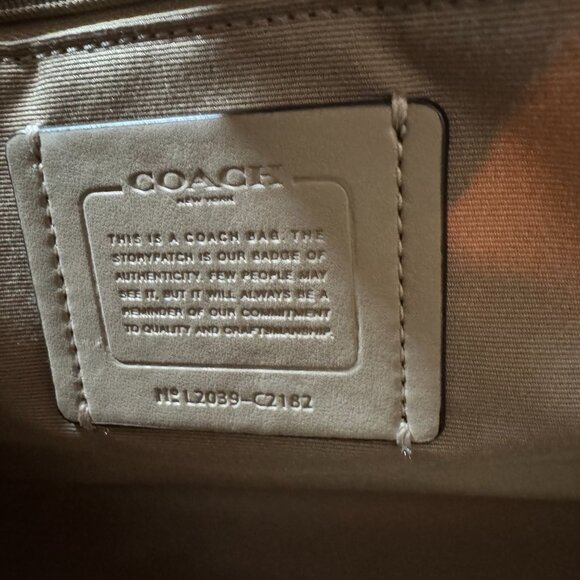 COACH
NEW YORK
THIS IS A COACH BAG. THE
STORYPATCH IS OUR BADGE OF
AUTHENTICITY. FEW PEOPLE MAY
SEE IT, BUT IT WILL ALWAYS BE A
REMINDER OF OUR COMMITMENT
TO QUALITY AND CRAFTSMANSHIP.
Nº L2039-C2182